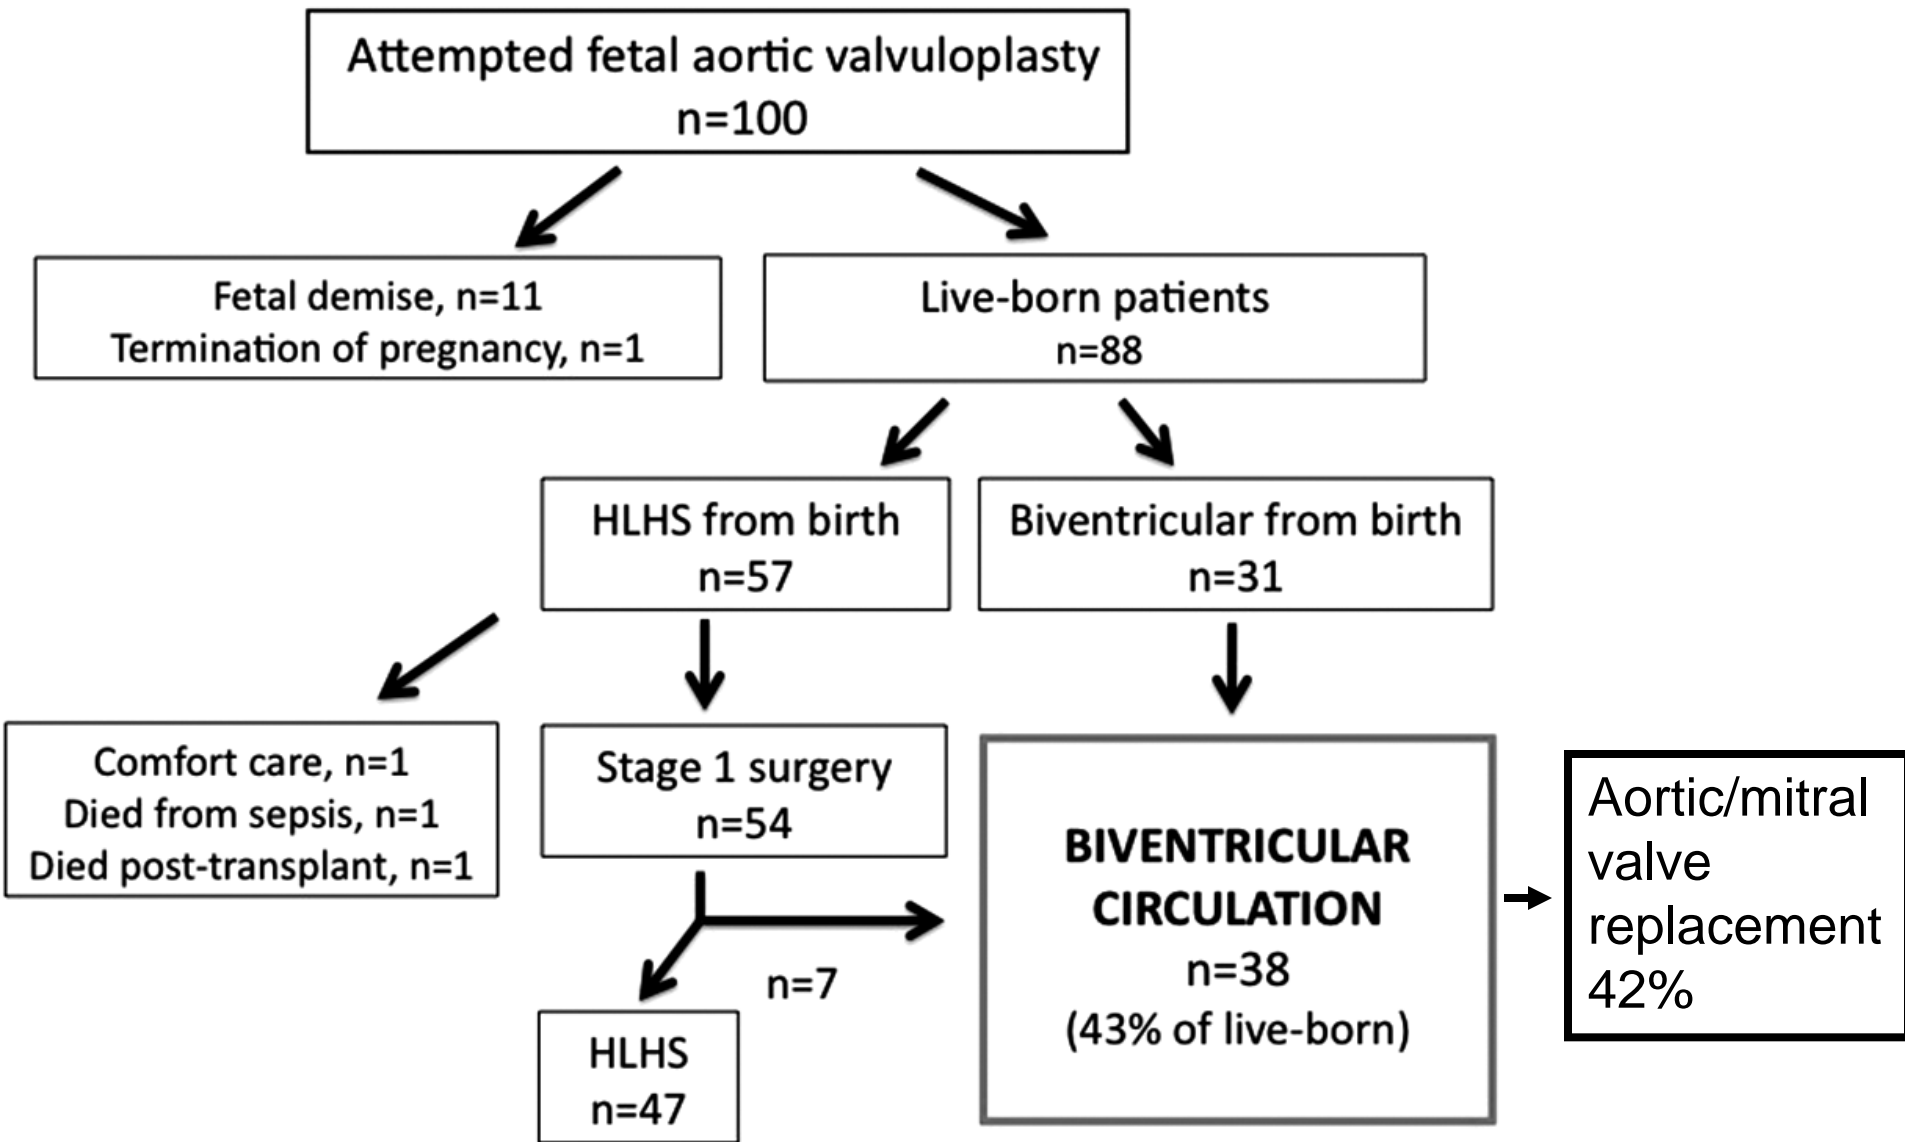 Attempted fetal aortic valvuloplasty
n=100
Fetal demise, n=11
Termination of pregnancy, n=1
Live-born patients
n=88
HLHS from birth
n=57
Biventricular from birth
n=31
Comfort care, n=1
Died from sepsis, n=1
Died post-transplant, n=1
Stage 1 surgery
n=54
n=7
HLHS
n=47
BIVENTRICULAR
CIRCULATION
n=38
(43% of live-born)
Aortic/mitral
valve
replacement
42%